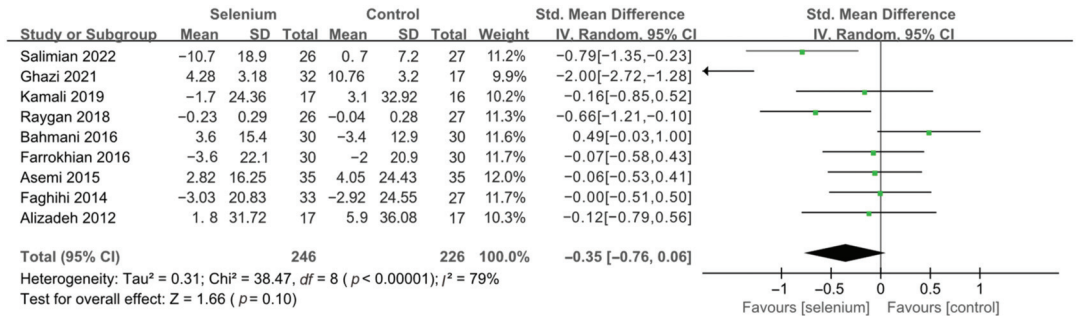 Selenium Control Std. Mean Difference Std. Mean Difference
Study or Subgroup Mean SD Total Mean SD Total Weight IV. Random. 95% CI IV. Random. 95% CI
Salimian 2022 −10.7 18.9 26 0.7 7.2 27 11.2% −0.79[−1.35,−0.23]
Ghazi 2021 4.28 3.18 32 10.76 3.2 17 9.9% −2.00[−2.72,−1.28]
Kamali 2019 −1.7 24.36 17 3.1 32.92 16 10.2% −0.16[−0.85,0.52]
Raygan 2018 −0.23 0.29 26 −0.04 0.28 27 11.2% −0.66[−1.21,−0.10]
Bahmani 2016 3.6 15.4 30 −3.4 12.9 30 11.6% 0.49[−0.03,1.00]
Farrokhian 2016 −3.6 22.1 30 −2 20.9 30 11.7% −0.07[−0.58,0.43]
Asemi 2015 2.82 16.25 35 4.05 24.43 35 12.0% −0.06[−0.53,0.41]
Faghihi 2014 −3.03 20.83 33 −2.92 24.55 27 11.7% −0.00[−0.51,0.50]
Alizadeh 2012 1. 8 31.72 17 5.9 36.08 17 10.3% −0.12[−0.79,0.56]
Total (95% CI) 246 226 100.0% −0.35 [−0.76, 0.06]
Heterogeneity: Tau² = 0.31; Chi² = 38.47, df = 8 ( p < 0.00001); I² = 79%
Test for overall effect: Z = 1.66 ( p = 0.10)
−1 −0.5 0 0.5 1
Favours [selenium] Favours [control]